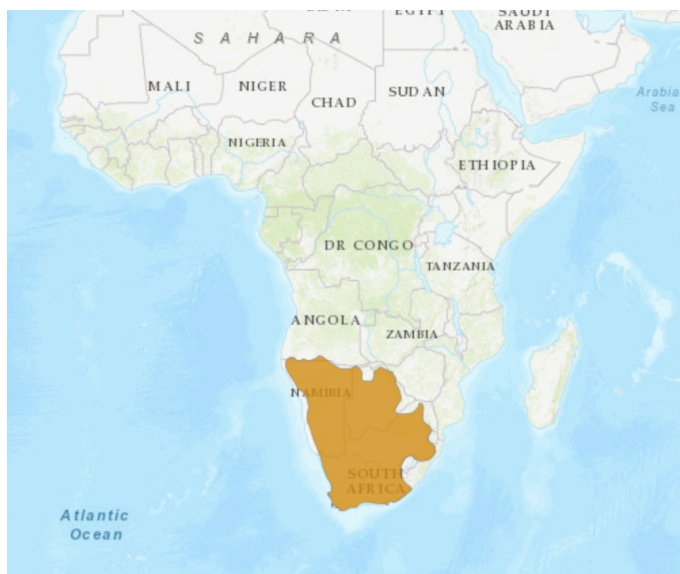 EGYPT
SAUDI
ARABIA
SAHARA
Arabia
Sea
MALI
NIGER
CHAD
SUDAN
NIGERIA
ETHIOPIA
DR CONGO
TANZANIA
ANGOLA
ZAMBIA
NAMIBIA
SOUTH
AFRICA
Atlantic
Ocean